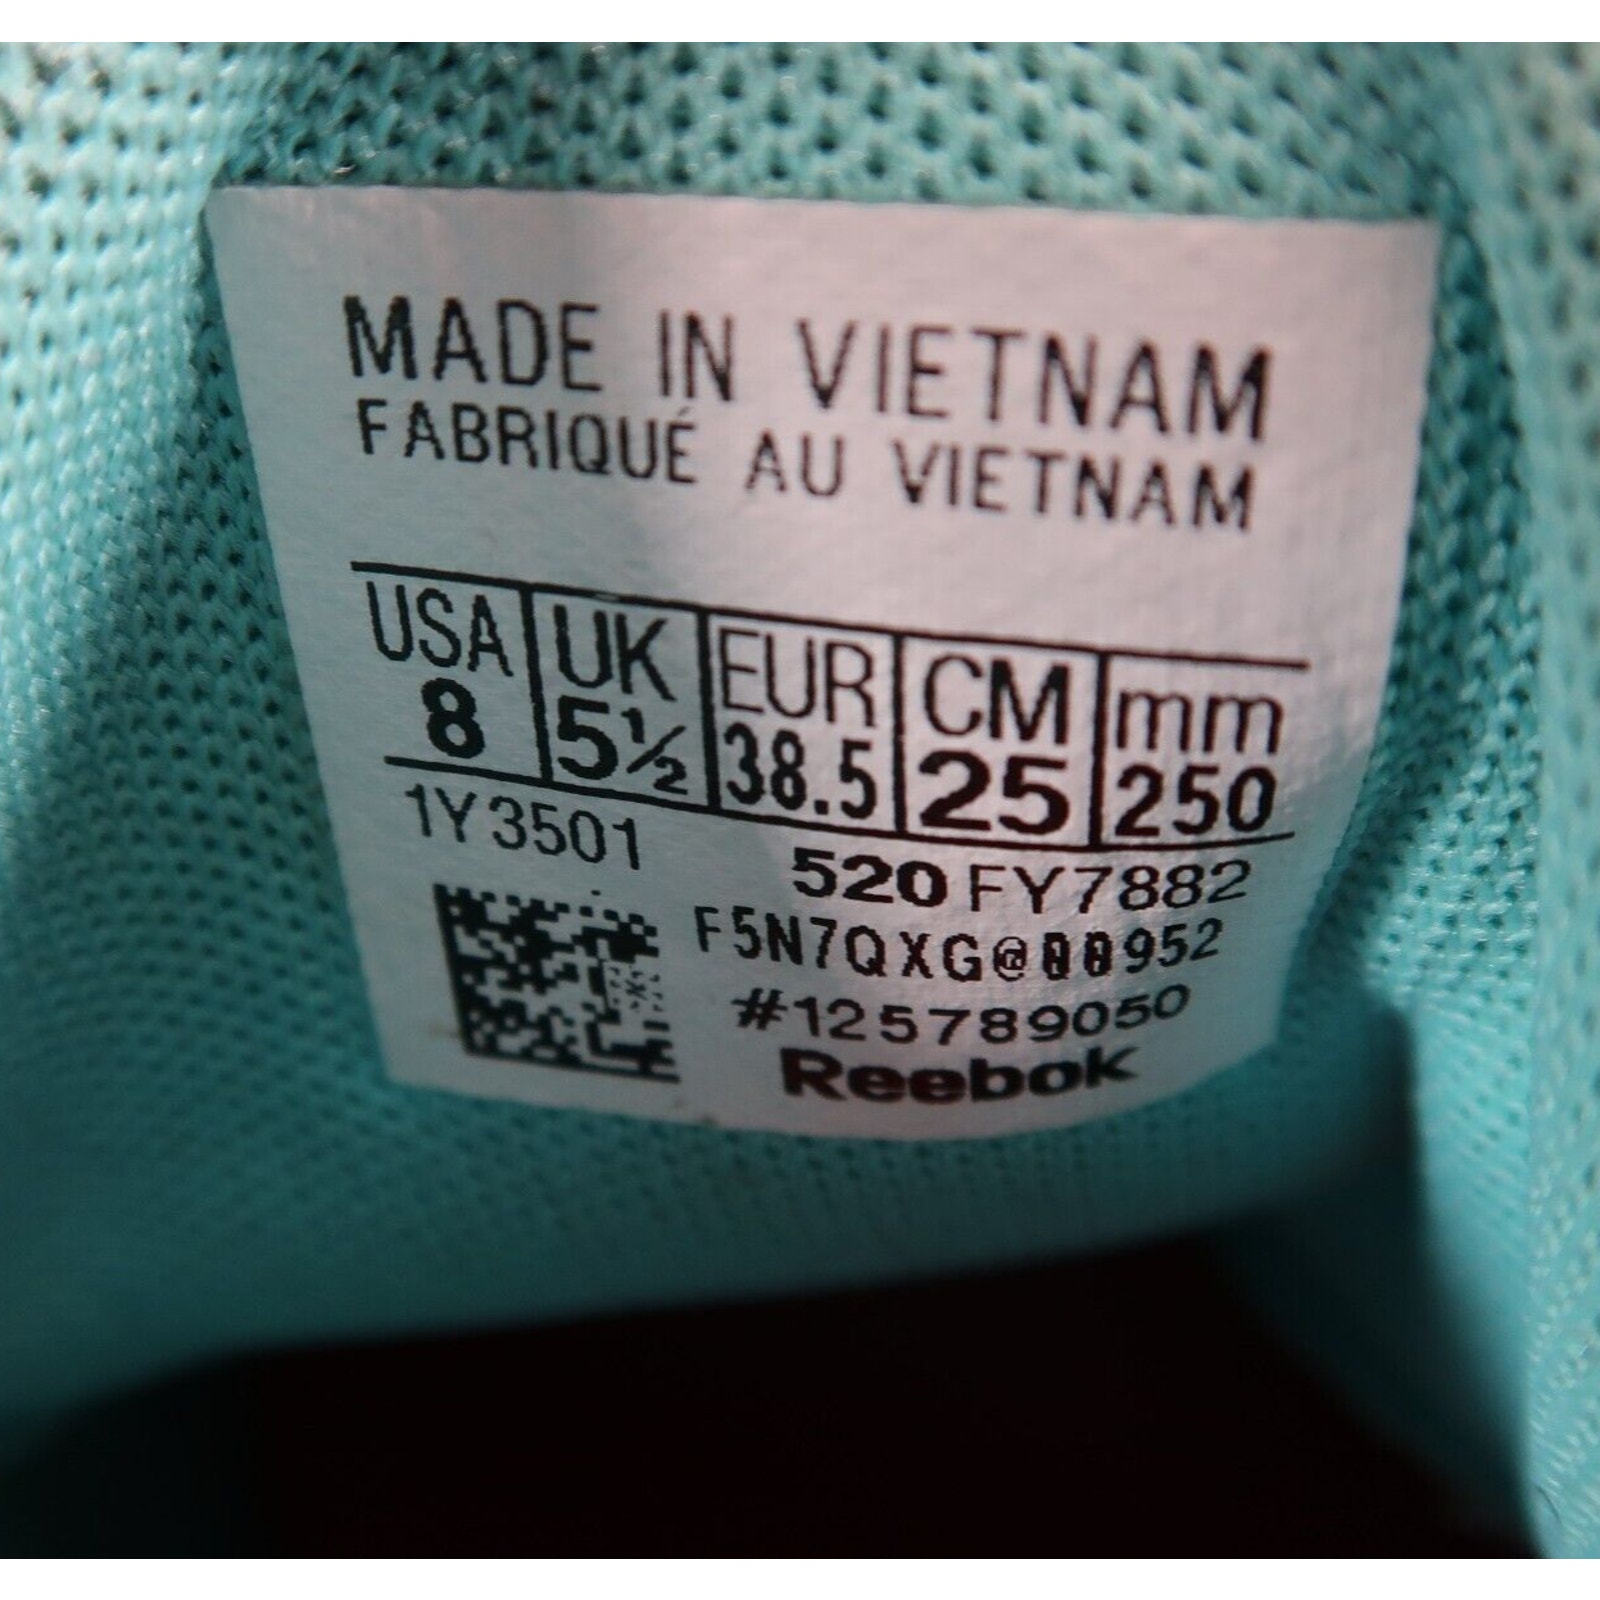 MADE IN VIETNAM
FABRIQUÉ AU VIETNAM
USA UK EUR CM mm
8 5½ 38.5 25 250
1Y3501
520 FY7882
#125789050
Reebok